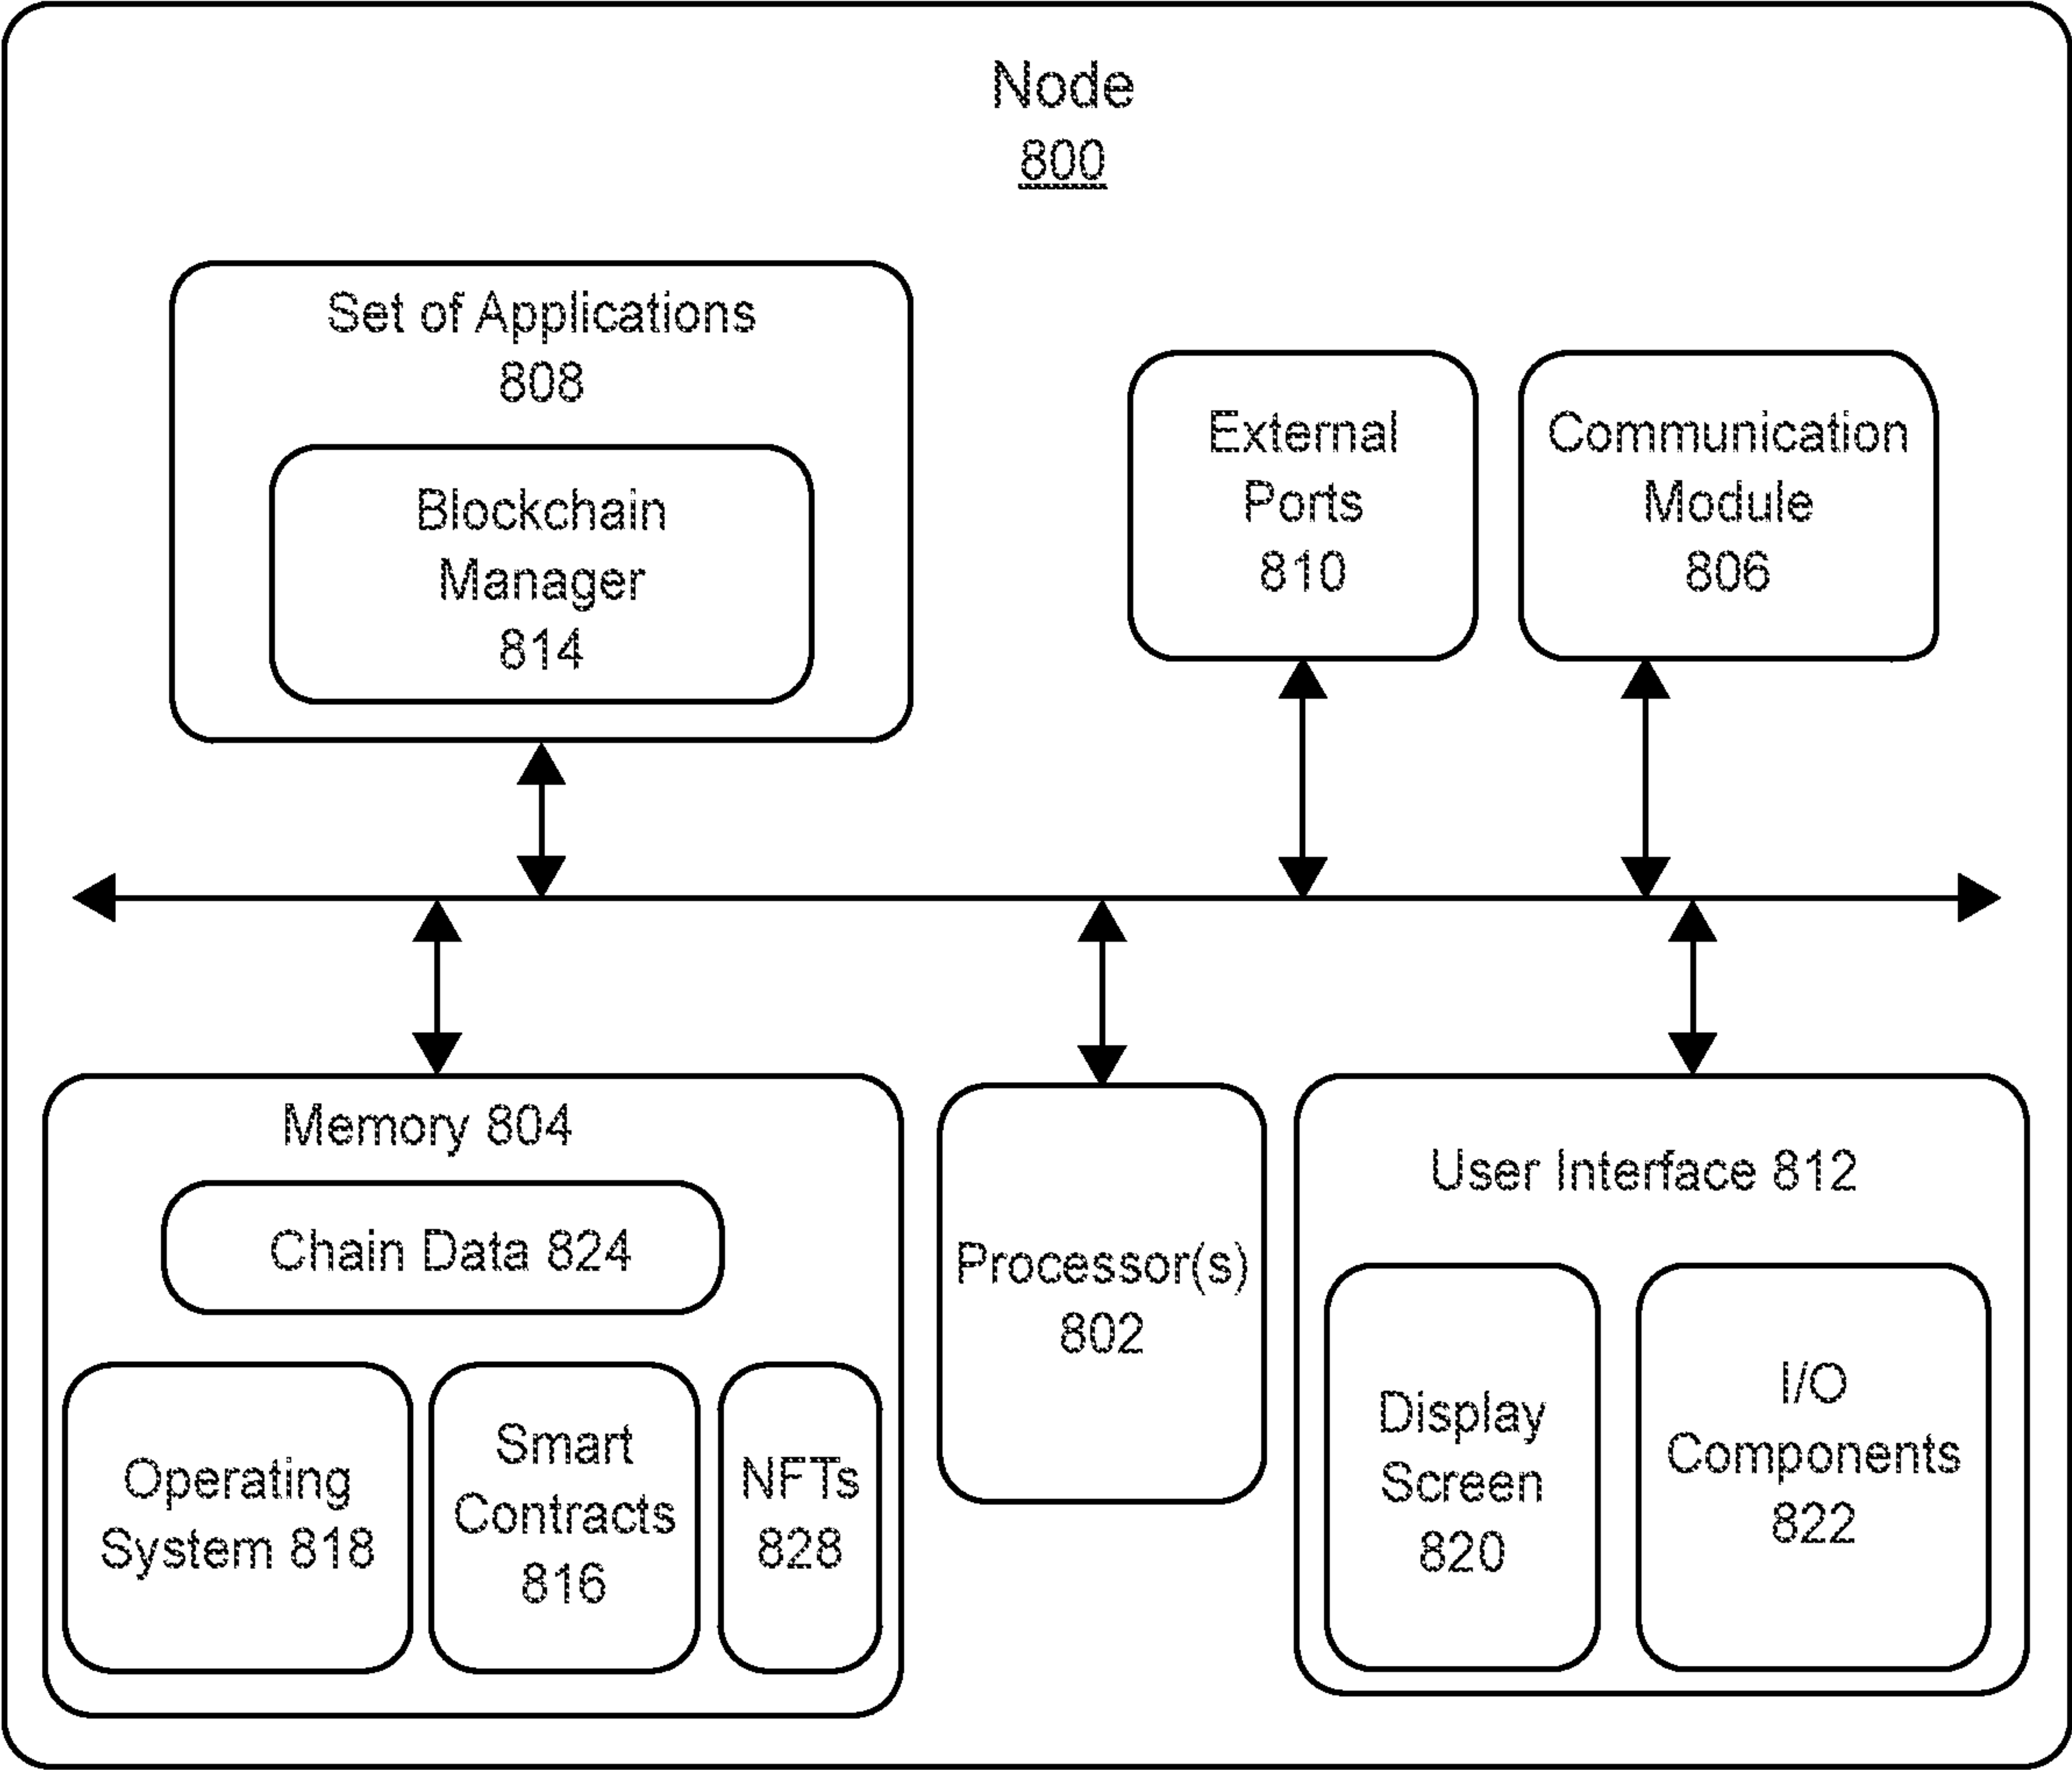 Node
800
Set of Applications
808
Blockchain
Manager
814
External
Ports
810
Communication
Module
806
Memory 804
Chain Data 824
Operating
System 818
Smart
Contracts
816
NFTs
828
Processor(s)
802
User Interface 812
Display
Screen
820
I/O
Components
822